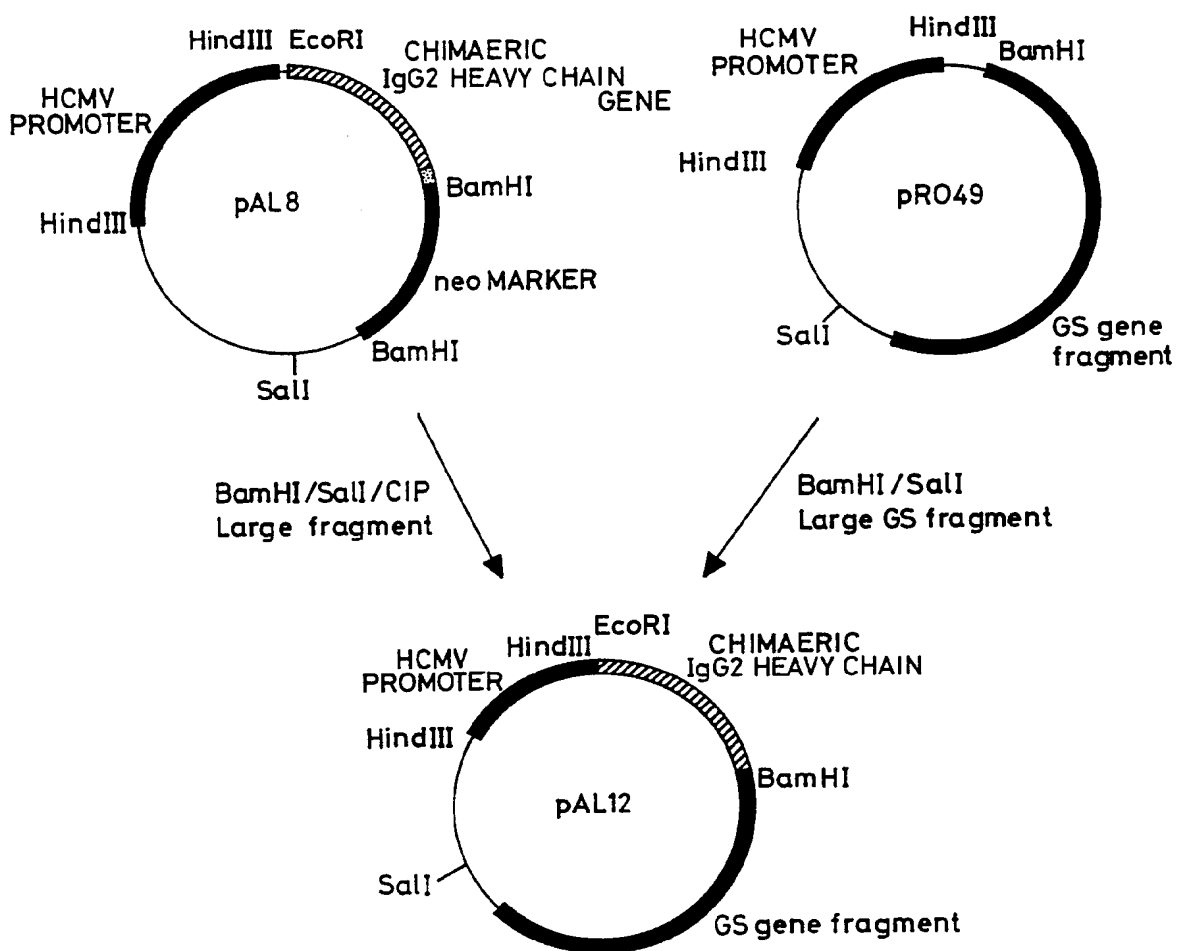 HindIII EcoRI
CHIMAERIC
IgG2 HEAVY CHAIN
GENE
HCMV
PROMOTER
BamHI
pAL8
HindIII
neo MARKER
BamHI
SalI
HCMV
PROMOTER
HindIII
BamHI
HindIII
pRO49
SalI
GS gene
fragment
BamHI/SalI/CIP
Large fragment
BamHI/SalI
Large GS fragment
HCMV
PROMOTER
HindIII
EcoRI
CHIMAERIC
IgG2 HEAVY CHAIN
HindIII
BamHI
pAL12
SalI
GS gene fragment